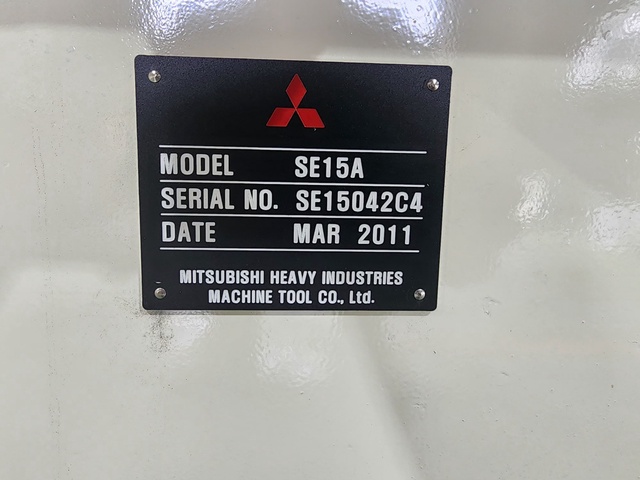 MODEL SE15A
SERIAL NO. SE15042C4
DATE MAR 2011
MITSUBISHI HEAVY INDUSTRIES
MACHINE TOOL CO., Ltd.